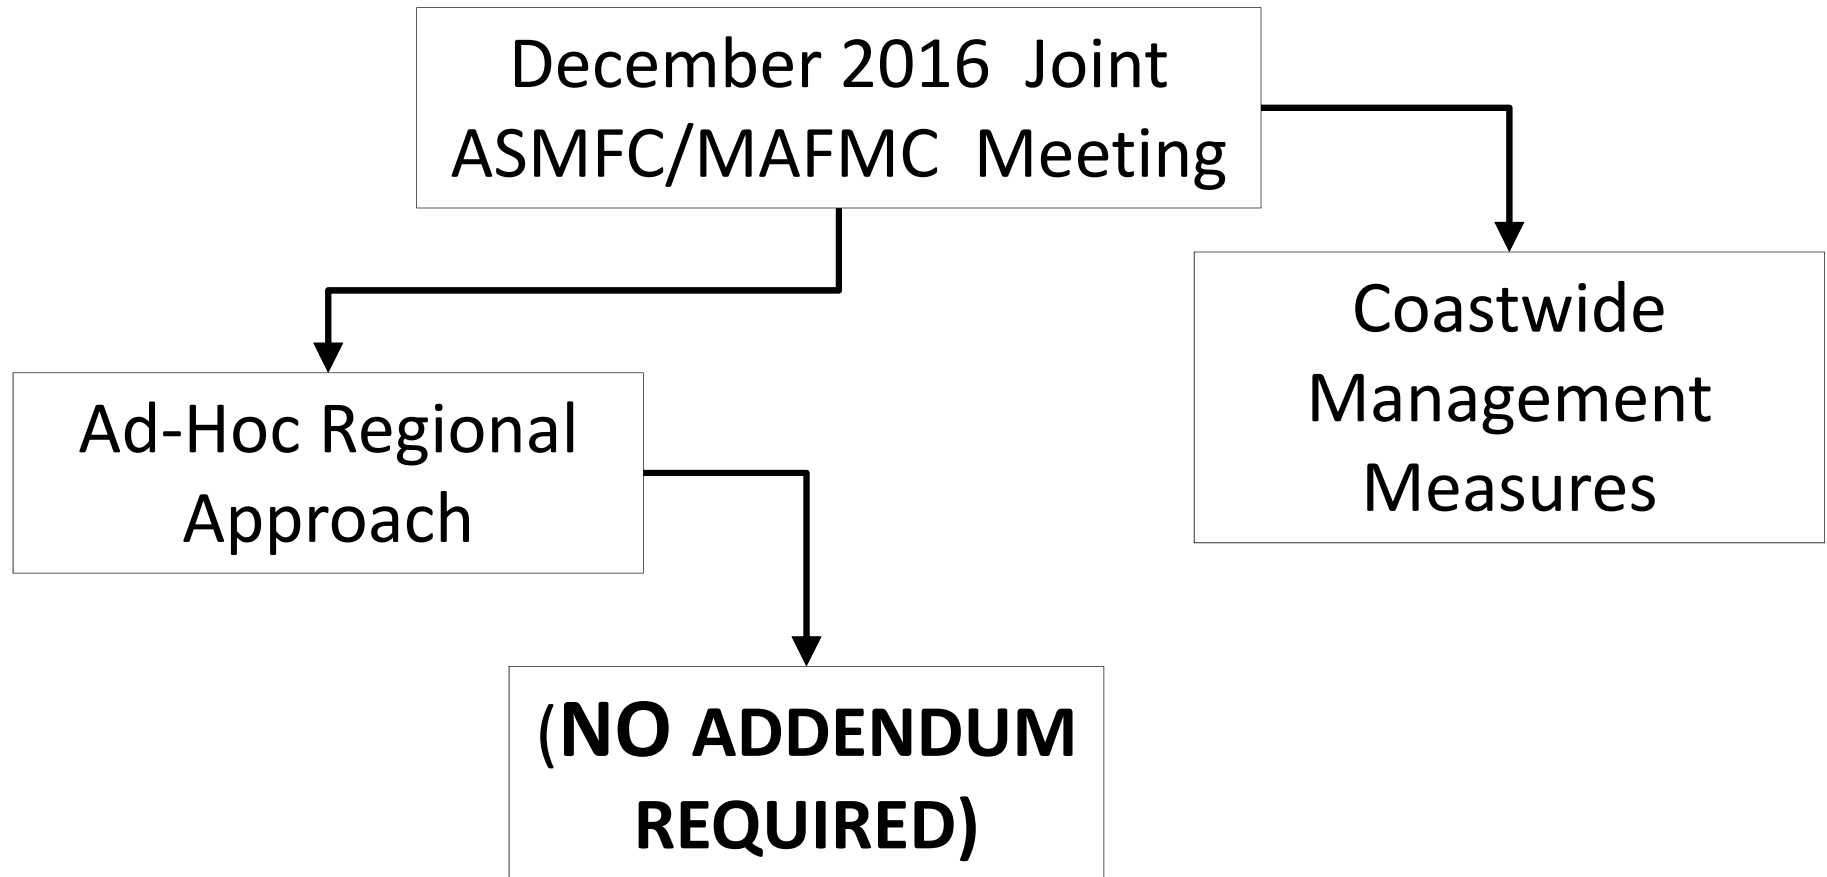 December 2016 Joint
ASMFC/MAFMC Meeting
Coastwide
Management
Measures
Ad-Hoc Regional
Approach
(NO ADDENDUM
REQUIRED)